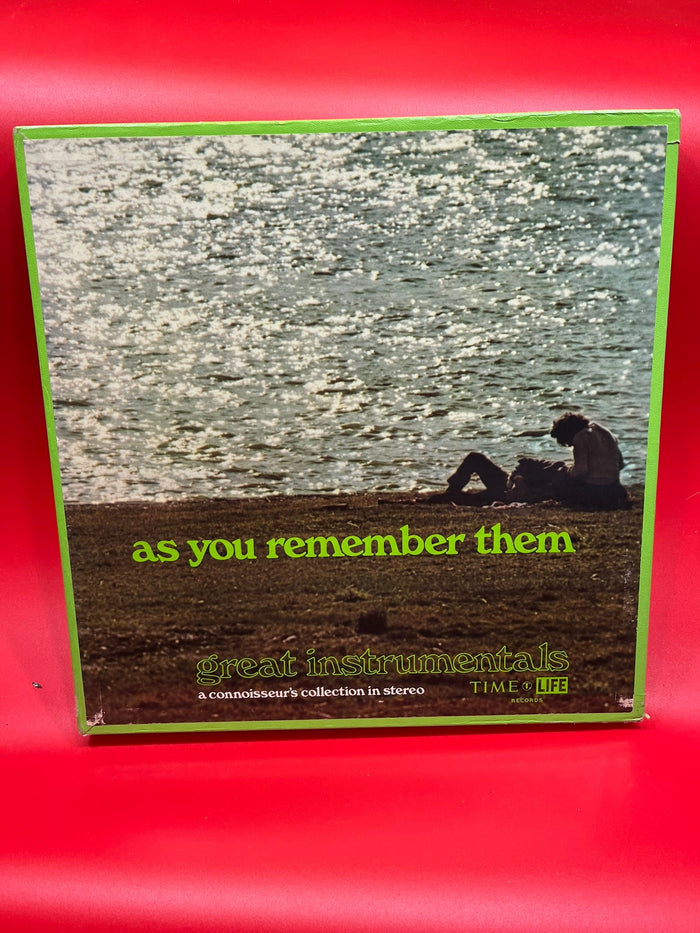 as you remember them
great instrumentals
a connoisseur's collection in stereo
TIME LIFE
RECORDS